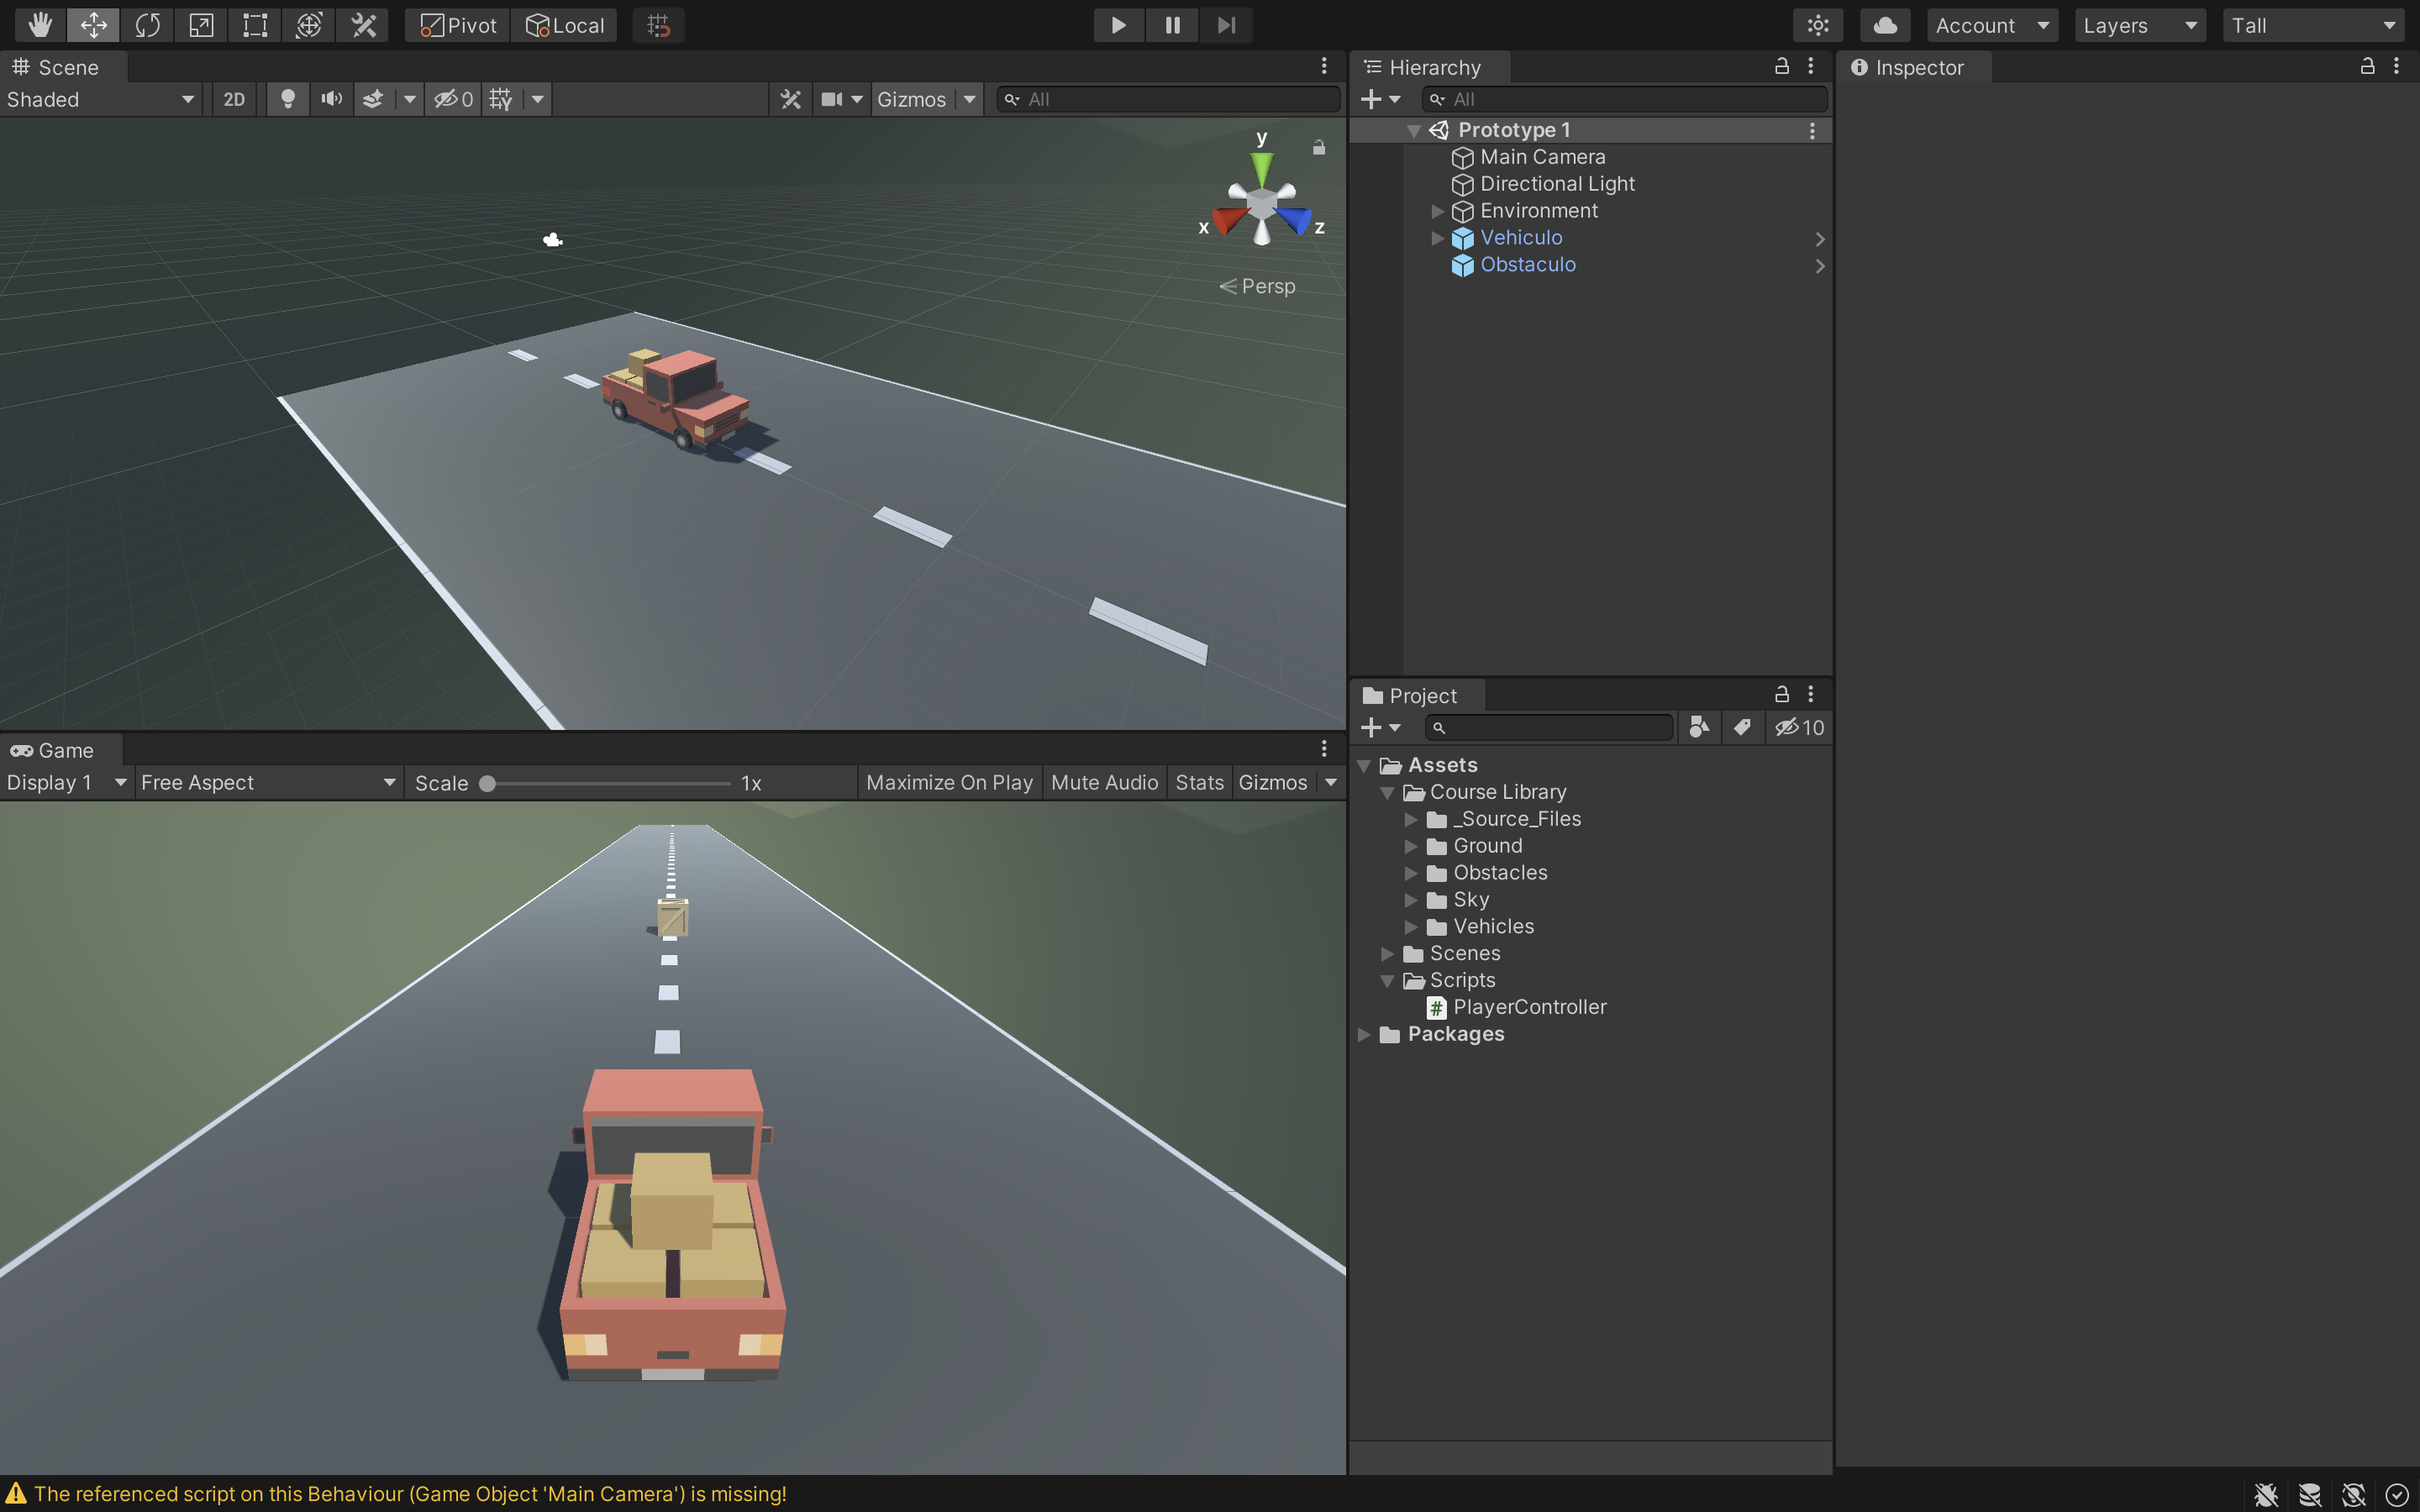 Pivot Local Account Layers Tall
Scene
Shaded 2D 0 Gizmos All
y
x z
Persp
Game
Display 1 Free Aspect Scale 1x Maximize On Play Mute Audio Stats Gizmos
Hierarchy
All
Prototype 1
Main Camera
Directional Light
Environment
Vehiculo
Obstaculo
Project
10
Assets
Course Library
_Source_Files
Ground
Obstacles
Sky
Vehicles
Scenes
Scripts
# PlayerController
Packages
Inspector
The referenced script on this Behaviour (Game Object 'Main Camera') is missing!